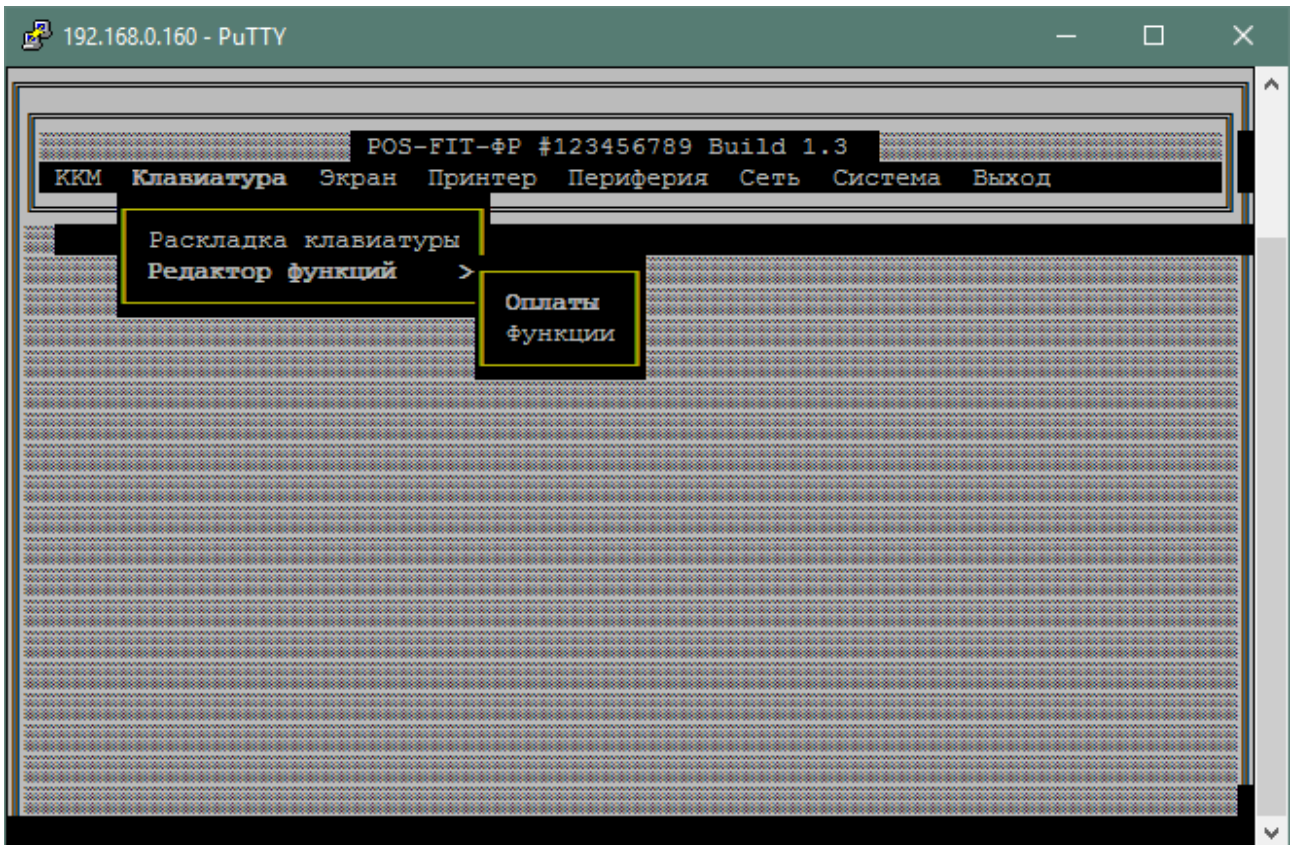 192.168.0.160 - PuTTY
POS-FIT-ФР #123456789 Build 1.3
ККМ Клавиатура Экран Принтер Периферия Сеть Система Выход
Раскладка клавиатуры
Редактор функций >
Оплаты
Функции